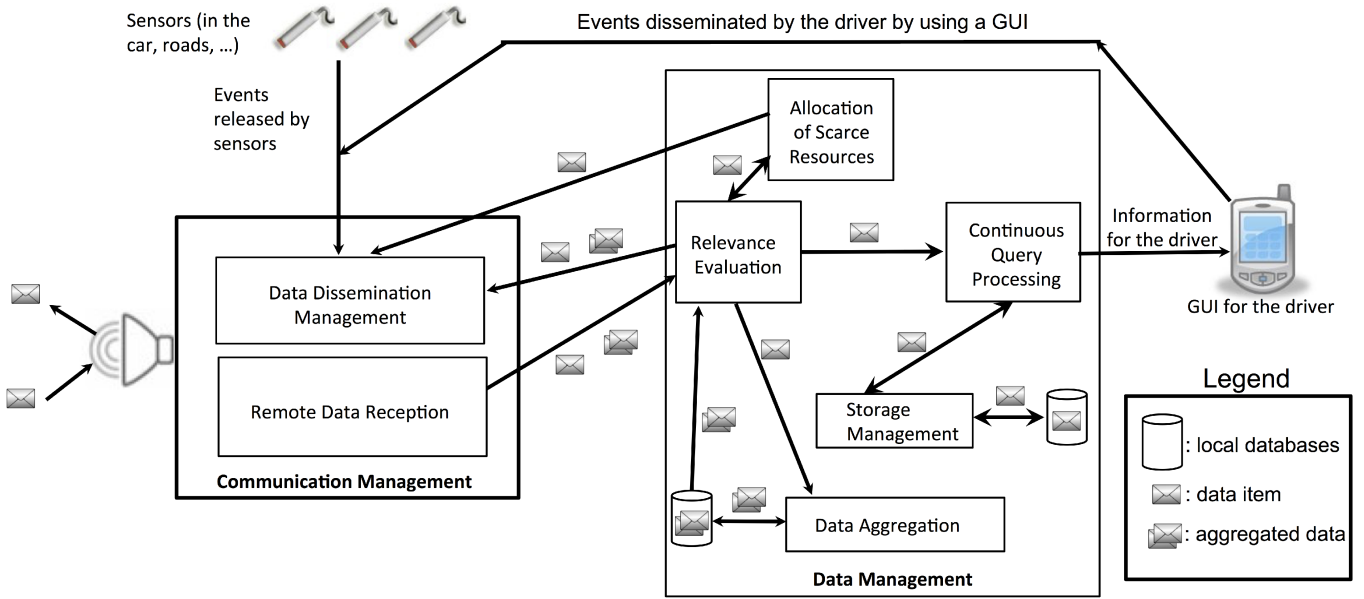 Sensors (in the
car, roads, ...)
Events disseminated by the driver by using a GUI
Events
released by
sensors
Allocation
of Scarce
Resources
Relevance
Evaluation
Continuous
Query
Processing
Information
for the driver
GUI for the driver
Data Dissemination
Management
Remote Data Reception
Communication Management
Storage
Management
Data Aggregation
Data Management
Legend
: local databases
: data item
: aggregated data